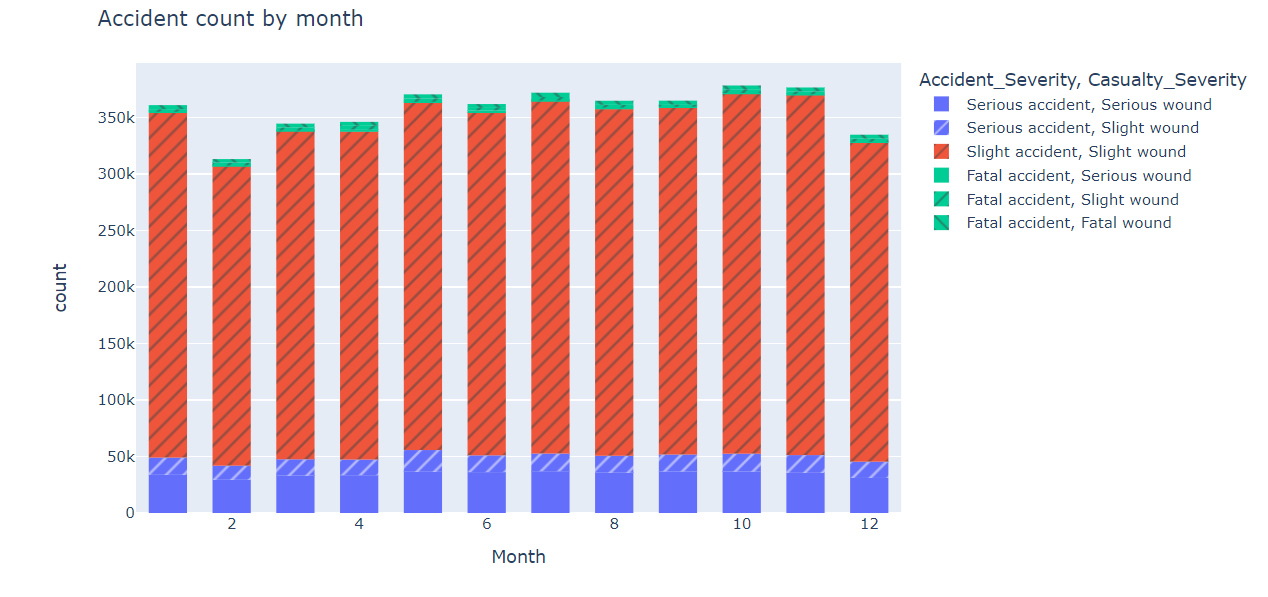 Accident count by month
Accident_Severity, Casualty_Severity
Serious accident, Serious wound
Serious accident, Slight wound
Slight accident, Slight wound
Fatal accident, Serious wound
Fatal accident, Slight wound
Fatal accident, Fatal wound
350k
300k
250k
200k
150k
100k
50k
0
count
2 4 6 8 10 12
Month